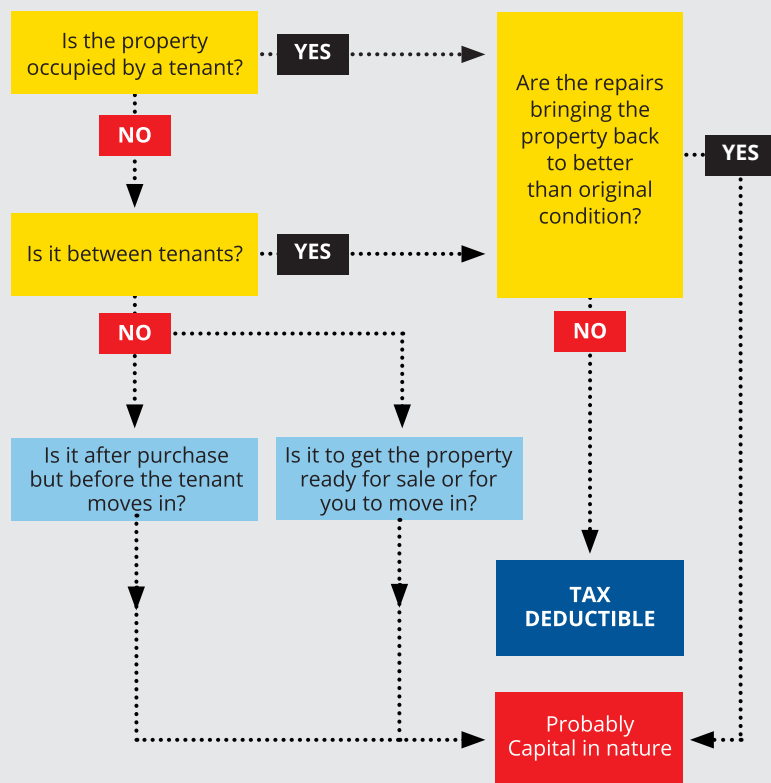 Is the property
occupied by a tenant?
YES
Are the repairs
bringing the
property back
to better
than original
condition?
YES
NO
Is it between tenants?
YES
NO
NO
Is it after purchase
but before the tenant
moves in?
Is it to get the property
ready for sale or for
you to move in?
TAX
DEDUCTIBLE
Probably
Capital in nature